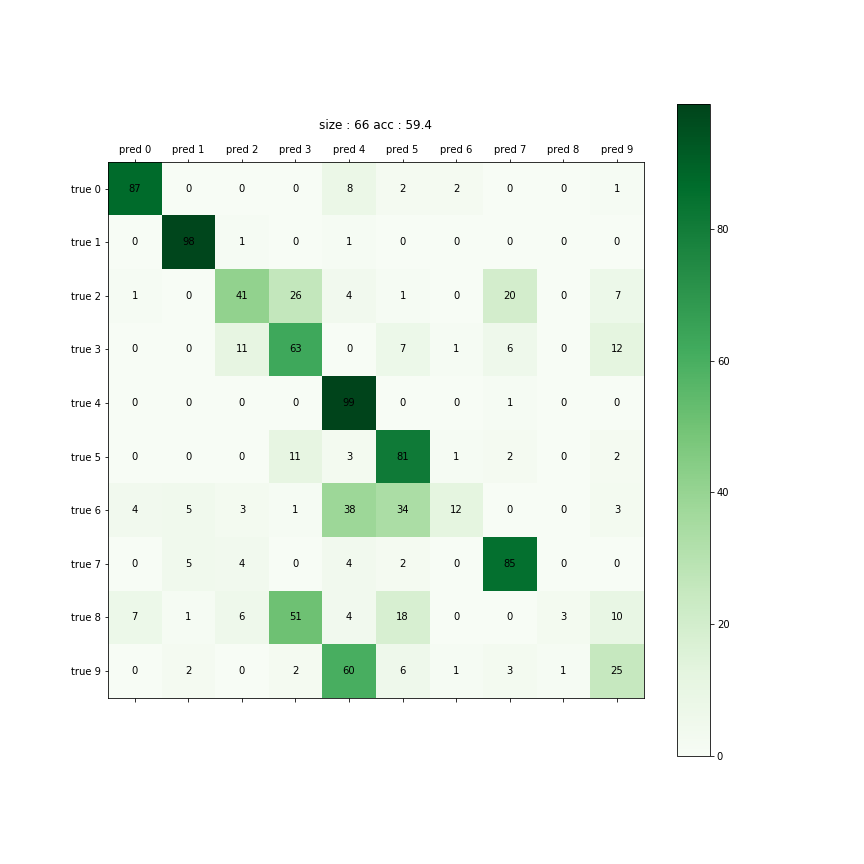 size : 66 acc : 59.4
pred 0 pred 1 pred 2 pred 3 pred 4 pred 5 pred 6 pred 7 pred 8 pred 9
true 0 87 0 0 0 8 2 2 0 0 1
true 1 0 98 1 0 1 0 0 0 0 0
true 2 1 0 41 26 4 1 0 20 0 7
true 3 0 0 11 63 0 7 1 6 0 12
true 4 0 0 0 0 99 0 0 1 0 0
true 5 0 0 0 11 3 81 1 2 0 2
true 6 4 5 3 1 38 34 12 0 0 3
true 7 0 5 4 0 4 2 0 85 0 0
true 8 7 1 6 51 4 18 0 0 3 10
true 9 0 2 0 2 60 6 1 3 1 25
80
60
40
20
0